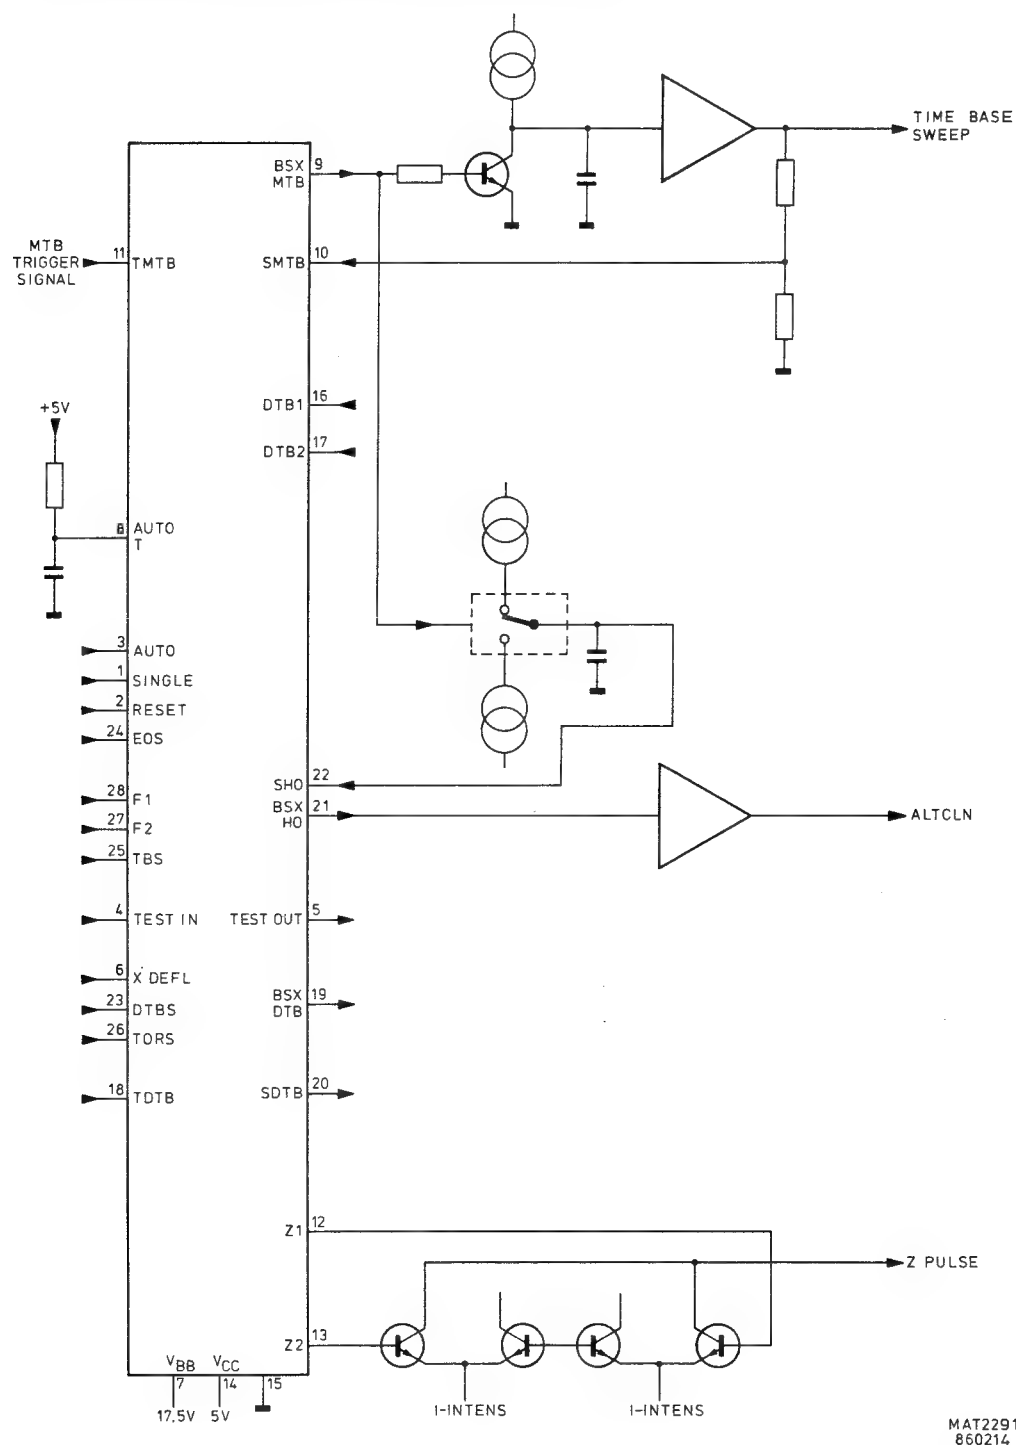 TIME BASE
SWEEP
BSX 9
MTB
MTB
TRIGGER
SIGNAL
11 TMTB
SMTB 10
DTB1 16
DTB2 17
+5V
8 AUTO
T
3 AUTO
1 SINGLE
2 RESET
24 EOS
SHO 22
28 F1
BSX 21
HO
ALTCLN
27 F2
25 TBS
4 TEST IN
TEST OUT 5
6 X DEFL
BSX 19
DTB
23 DTBS
26 TORS
18 TDTB
SDTB 20
Z1 12
Z PULSE
Z2 13
VBB VCC
7 14 15
17.5V 5V
I-INTENS I-INTENS
MAT2291
860214